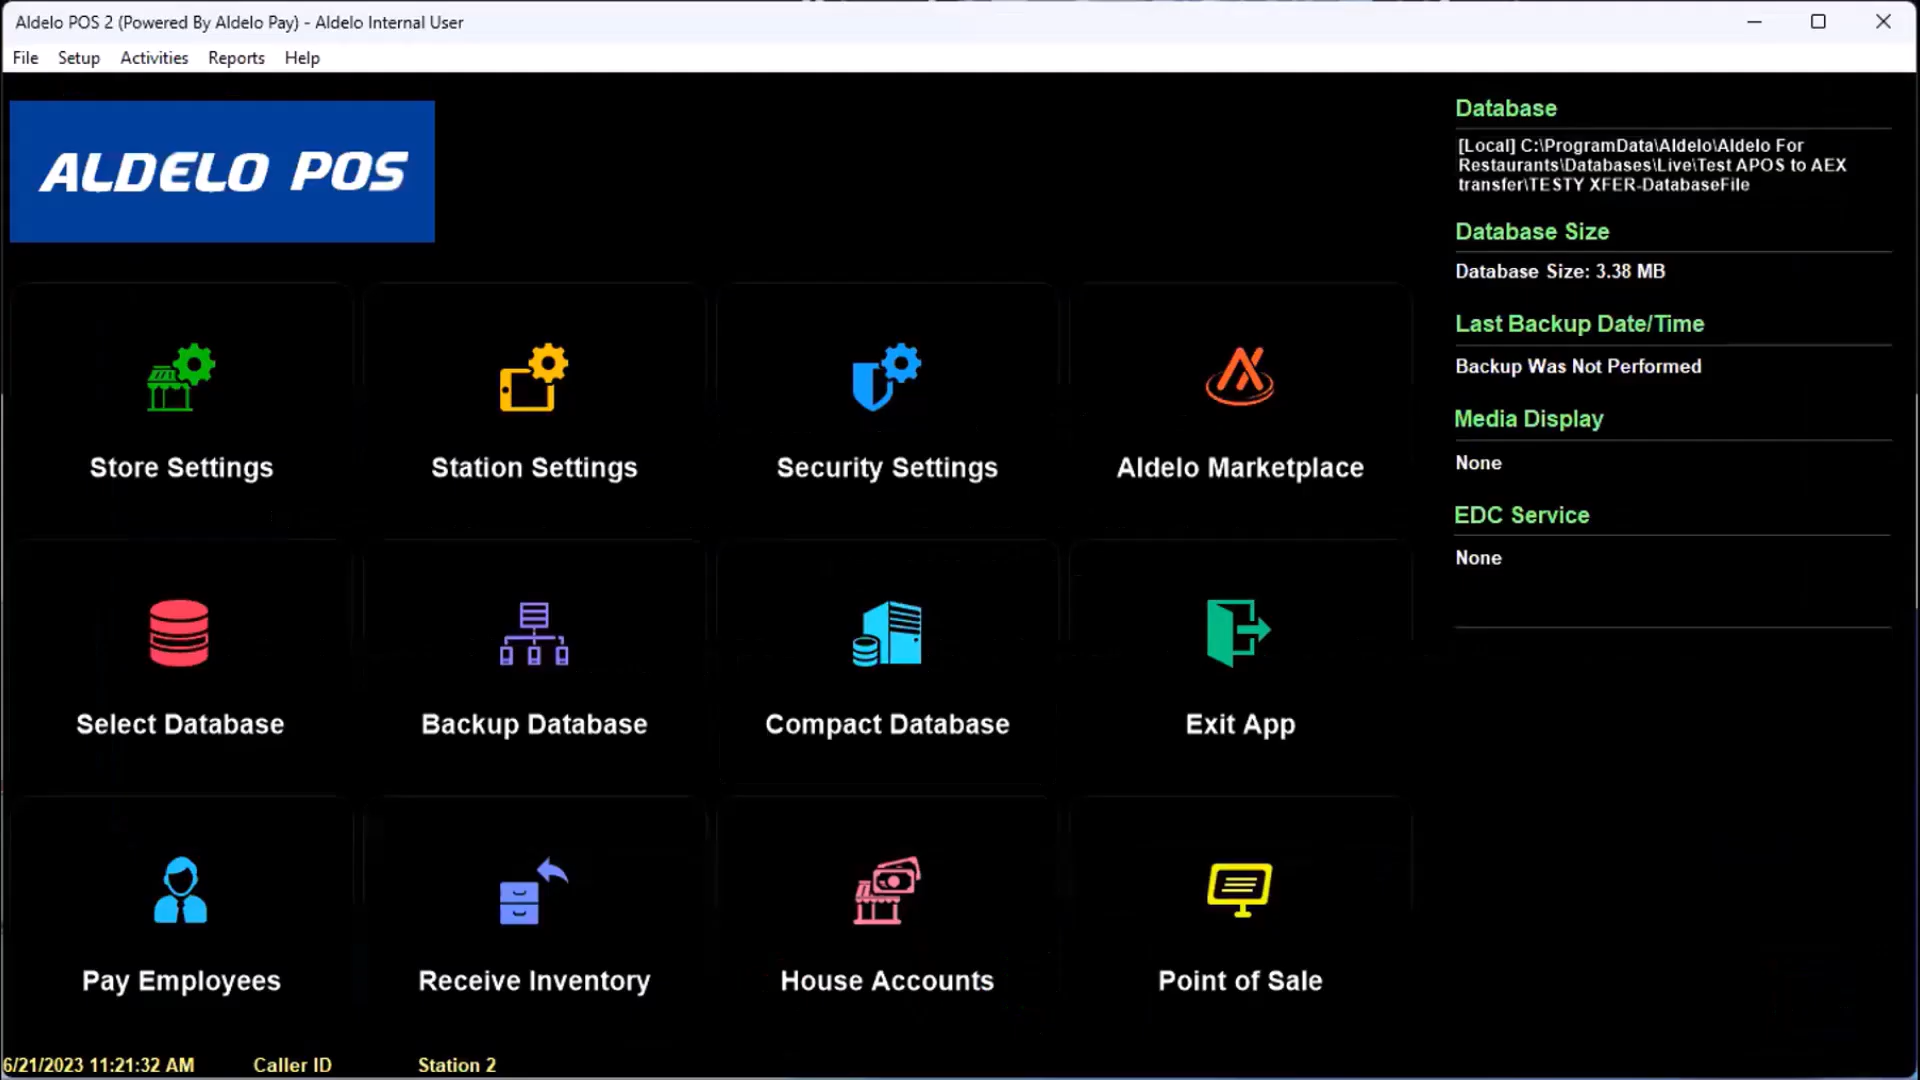 Aldelo POS 2 (Powered By Aldelo Pay) - Aldelo Internal User
File Setup Activities Reports Help
ALDELO POS
Store Settings
Station Settings
Security Settings
Aldelo Marketplace
Select Database
Backup Database
Compact Database
Exit App
Pay Employees
Receive Inventory
House Accounts
Point of Sale
Database
[Local] C:\ProgramData\Aldelo\Aldelo For
Restaurants\Databases\Live\Test APOS to AEX
transfer\TESTY XFER-DatabaseFile
Database Size
Database Size: 3.38 MB
Last Backup Date/Time
Backup Was Not Performed
Media Display
None
EDC Service
None
6/21/2023 11:21:32 AM
Caller ID
Station 2